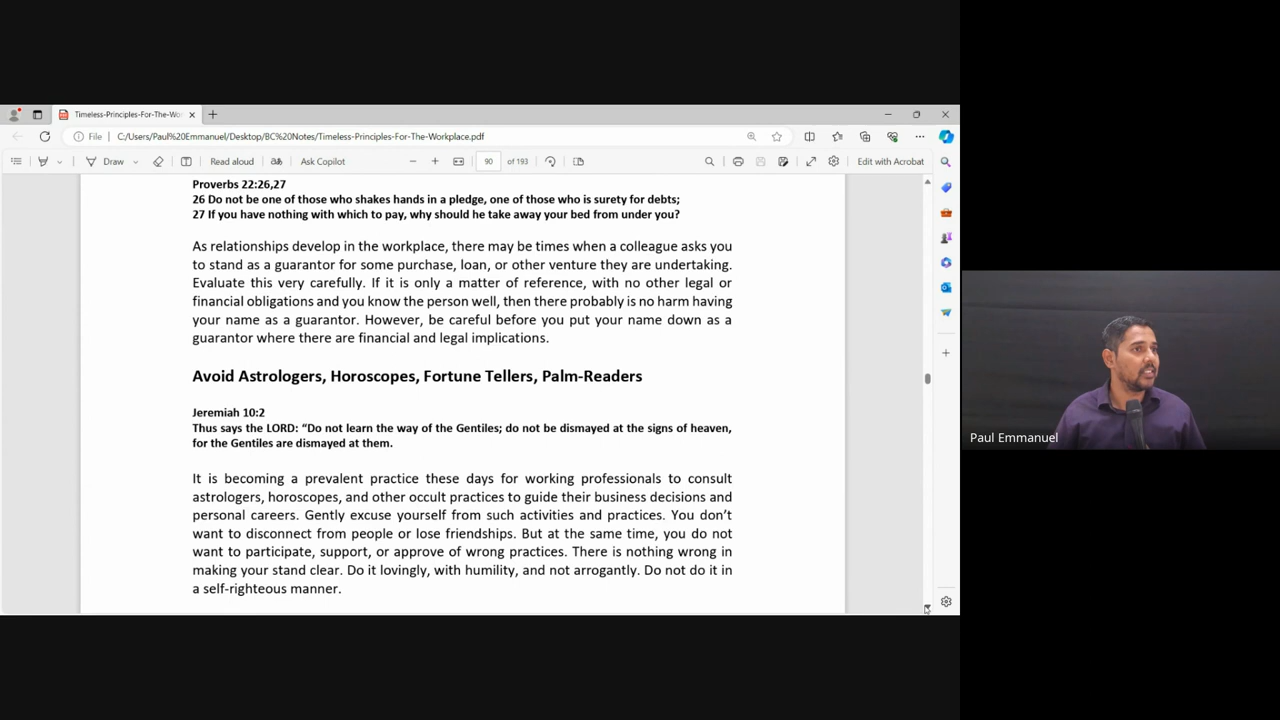 Timeless-Principles-For-The-Wo
File
C:/Users/Paul%20Emmanuel/Desktop/BC%20Notes/Timeless-Principles-For-The-Workplace.pdf
Draw
Read aloud
Ask Copilot
90 of 193
Edit with Acrobat
Proverbs 22:26,27
26 Do not be one of those who shakes hands in a pledge, one of those who is surety for debts;
27 If you have nothing with which to pay, why should he take away your bed from under you?
As relationships develop in the workplace, there may be times when a colleague asks you
to stand as a guarantor for some purchase, loan, or other venture they are undertaking.
Evaluate this very carefully. If it is only a matter of reference, with no other legal or
financial obligations and you know the person well, then there probably is no harm having
your name as a guarantor. However, be careful before you put your name down as a
guarantor where there are financial and legal implications.
Avoid Astrologers, Horoscopes, Fortune Tellers, Palm-Readers
Jeremiah 10:2
Thus says the LORD: “Do not learn the way of the Gentiles; do not be dismayed at the signs of heaven,
for the Gentiles are dismayed at them.
It is becoming a prevalent practice these days for working professionals to consult
astrologers, horoscopes, and other occult practices to guide their business decisions and
personal careers. Gently excuse yourself from such activities and practices. You don’t
want to disconnect from people or lose friendships. But at the same time, you do not
want to participate, support, or approve of wrong practices. There is nothing wrong in
making your stand clear. Do it lovingly, with humility, and not arrogantly. Do not do it in
a self-righteous manner.
Paul Emmanuel